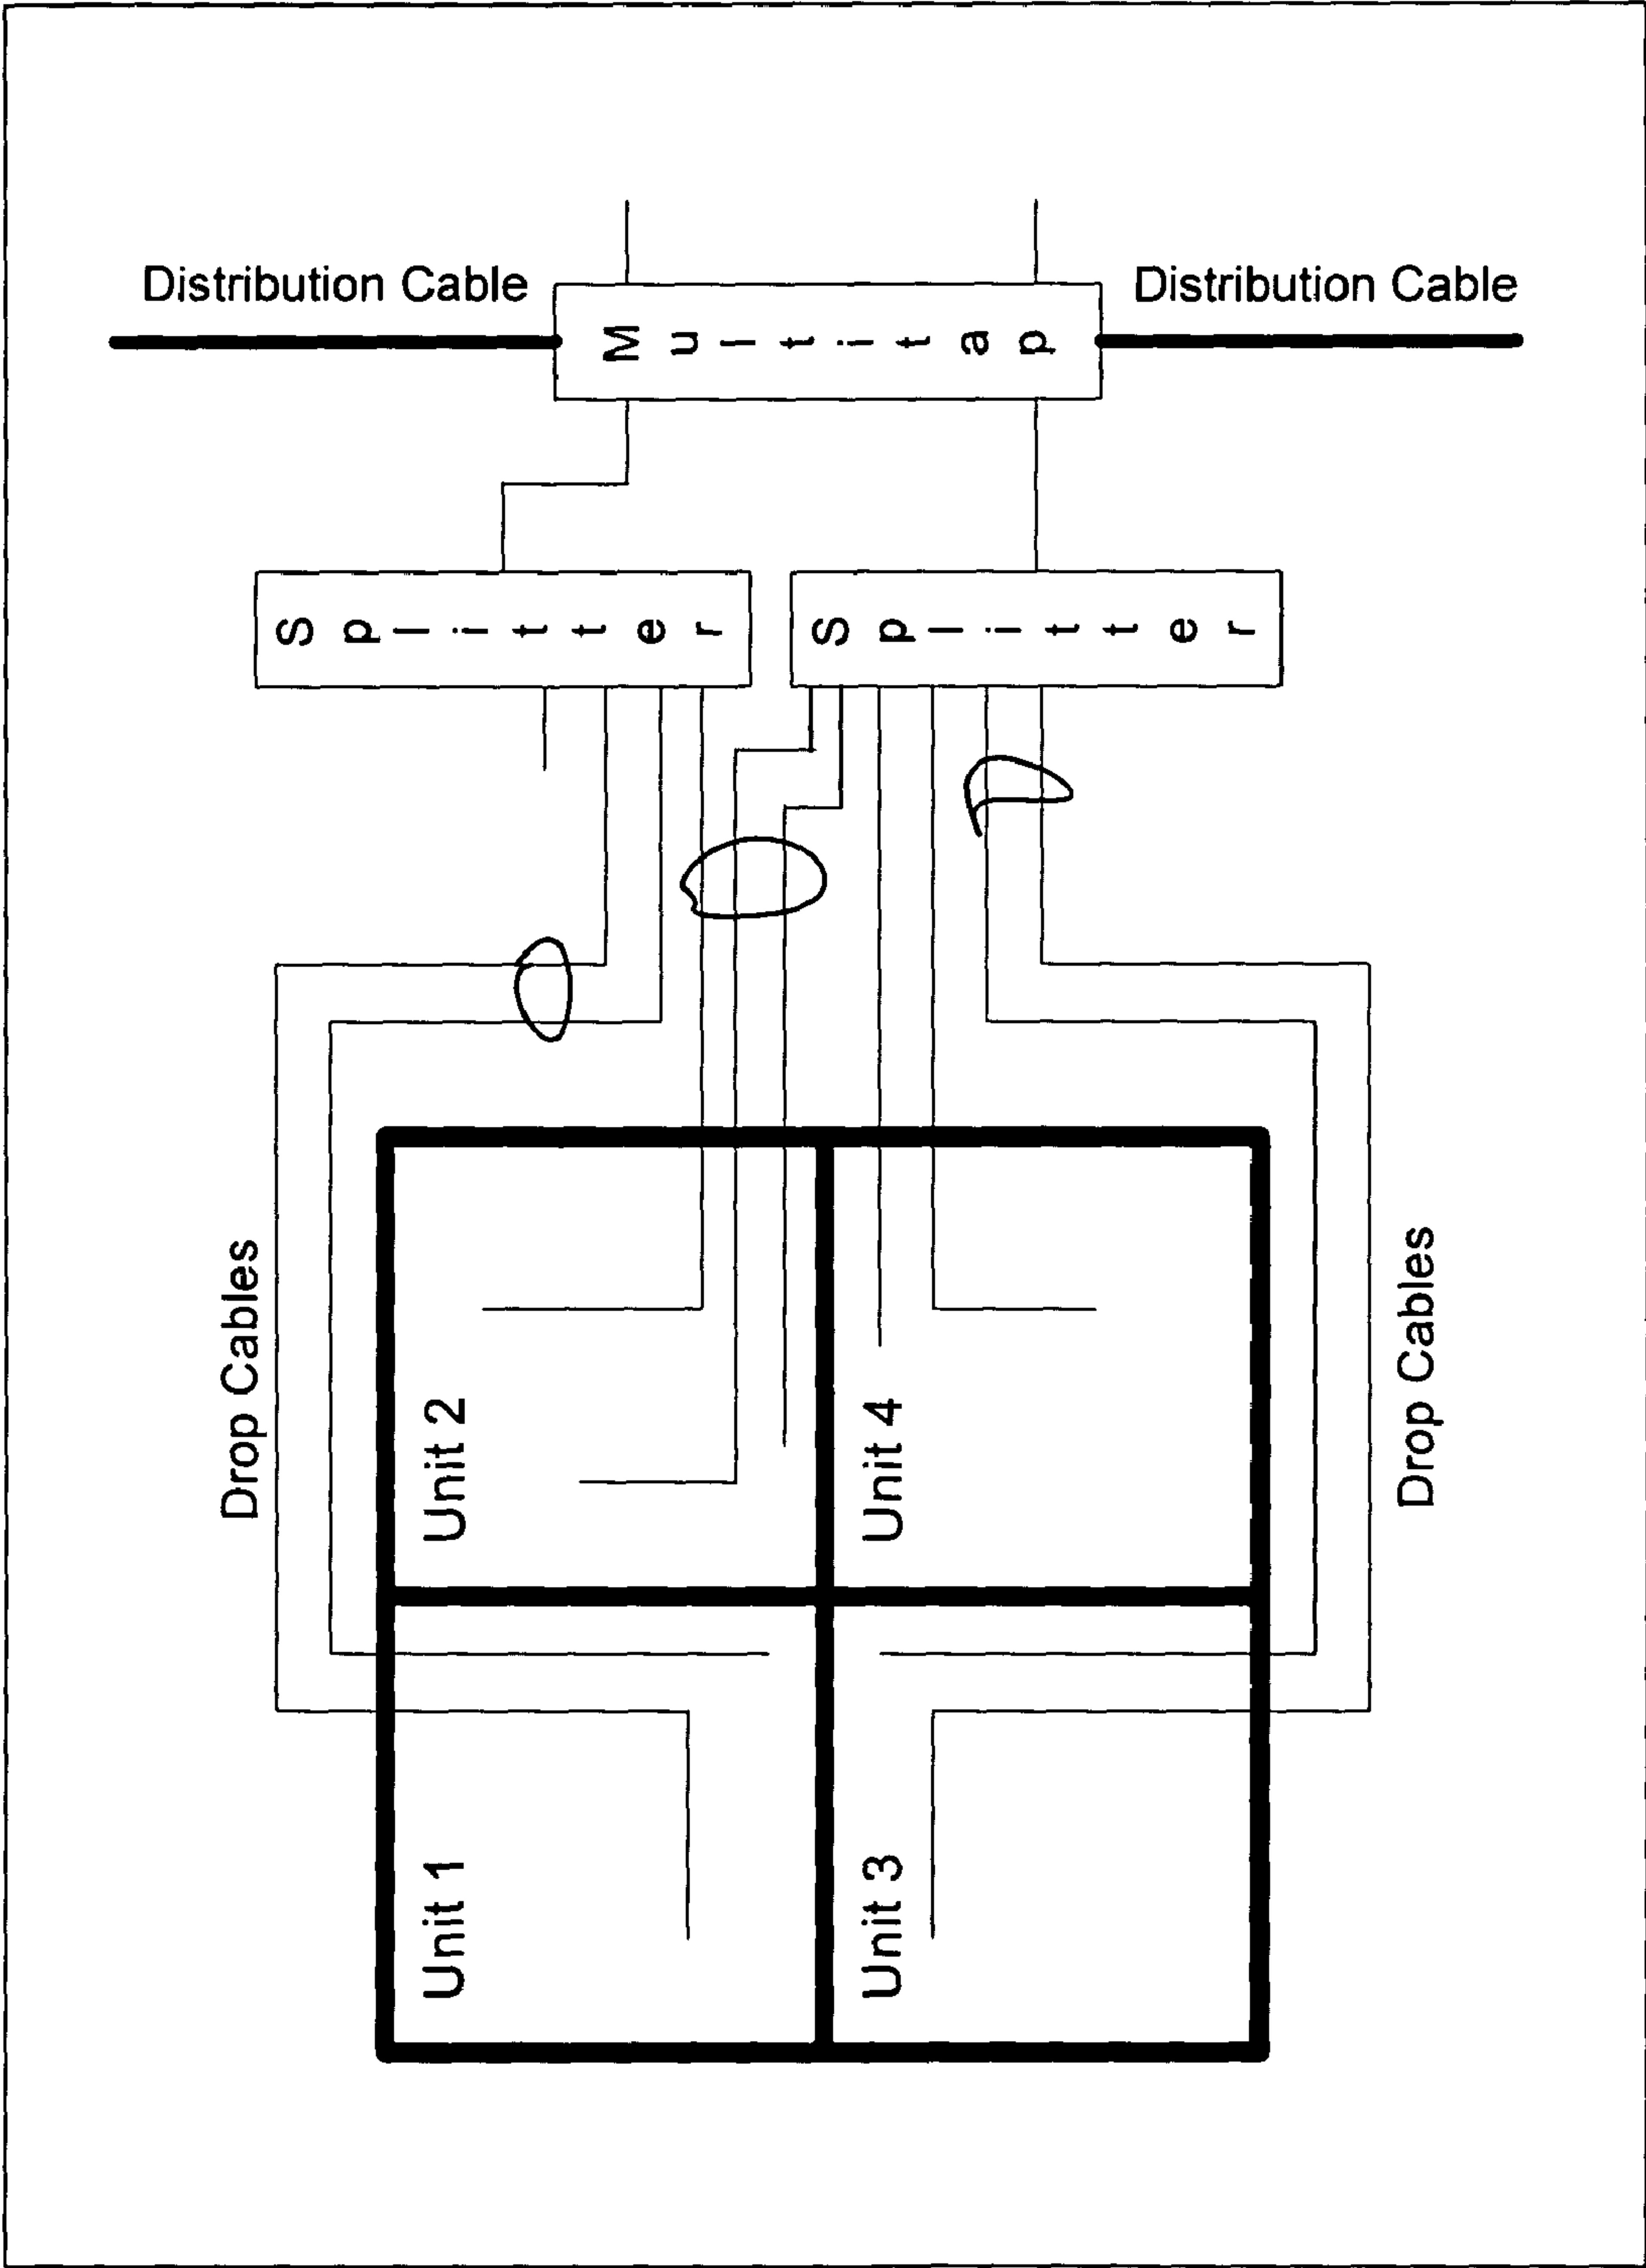 Distribution Cable
Distribution Cable
Multitap
Splitter
Splitter
Drop Cables
Drop Cables
Unit 2
Unit 4
Unit 1
Unit 3